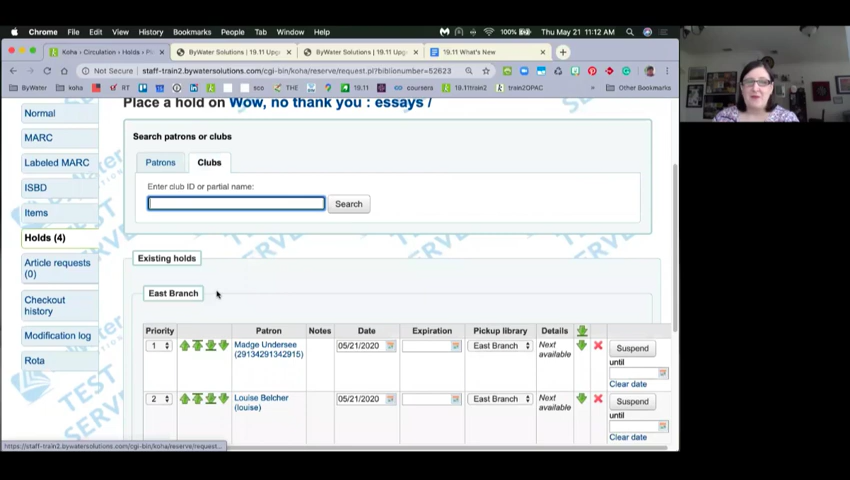 Chrome File Edit View History Bookmarks People Tab Window Help 100% Thu May 21 11:12 AM
Koha › Circulation › Holds › Pl
ByWater Solutions | 19.11 Upg
ByWater Solutions | 19.11 Upg
19.11 What's New
Not Secure staff-train2.bywatersolutions.com/cgi-bin/koha/reserve/request.pl?biblionumber=52623
ByWater koha RT sco THE 19.11 coursers 19.11train2 train2OPAC Other Bookmarks
Place a hold on Wow, no thank you : essays /
Normal
MARC
Labeled MARC
ISBD
Items
Holds (4)
Article requests
(0)
Checkout
history
Modification log
Rota
Search patrons or clubs
Patrons Clubs
Enter club ID or partial name:
Search
Existing holds
East Branch
Priority Patron Notes Date Expiration Pickup library Details
1 Madge Undersee
(29134291342915) 05/21/2020 East Branch Next
available Suspend
until
Clear date
2 Louise Belcher
(louise) 05/21/2020 East Branch Next
available Suspend
until
Clear date
https://staff-train2.bywatersolutions.com/cgi-bin/koha/reserve/request...
TEST
SERVE